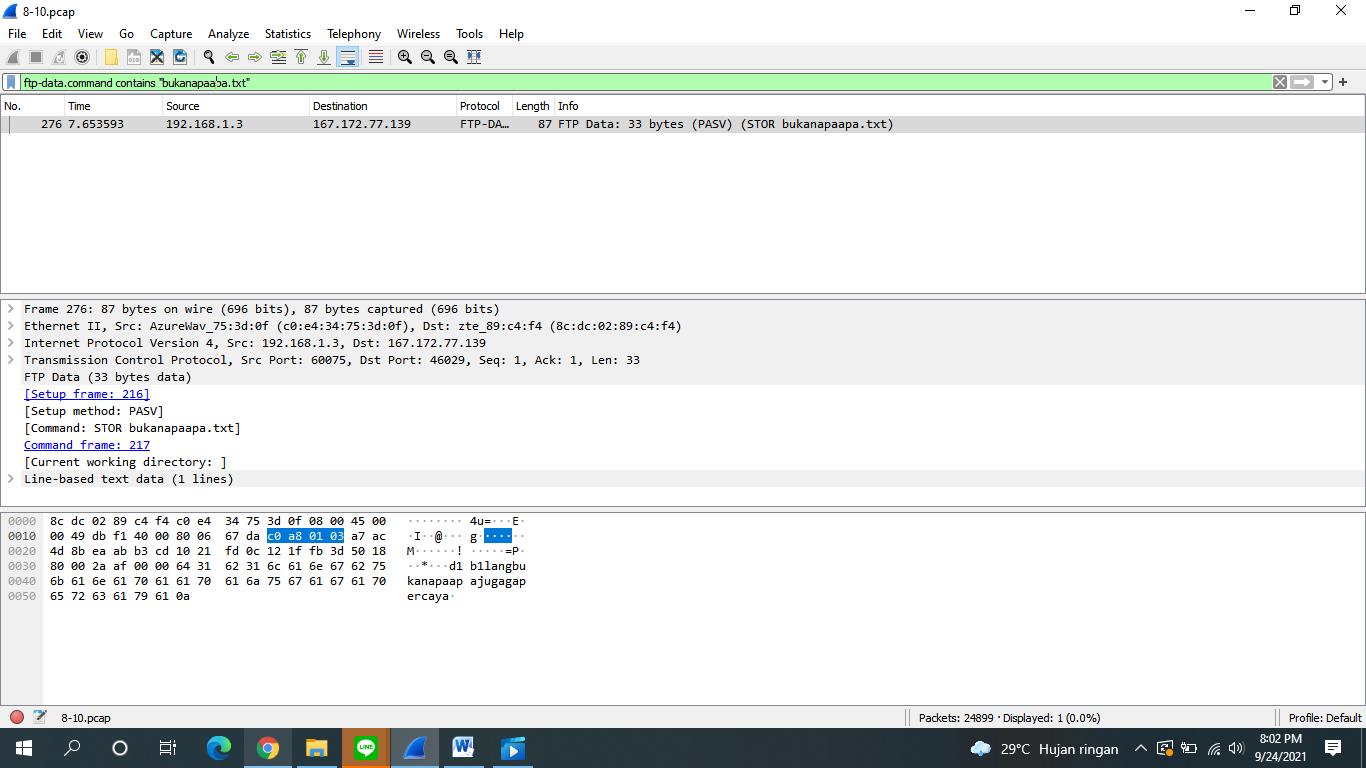 8-10.pcap
File Edit View Go Capture Analyze Statistics Telephony Wireless Tools Help
ftp-data.command contains "bukanapaapa.txt"
No. Time Source Destination Protocol Length Info
276 7.653593 192.168.1.3 167.172.77.139 FTP-DA… 87 FTP Data: 33 bytes (PASV) (STOR bukanapaapa.txt)
Frame 276: 87 bytes on wire (696 bits), 87 bytes captured (696 bits)
Ethernet II, Src: AzureWav_75:3d:0f (c0:e4:34:75:3d:0f), Dst: zte_89:c4:f4 (8c:dc:02:89:c4:f4)
Internet Protocol Version 4, Src: 192.168.1.3, Dst: 167.172.77.139
Transmission Control Protocol, Src Port: 60075, Dst Port: 46029, Seq: 1, Ack: 1, Len: 33
FTP Data (33 bytes data)
[Setup frame: 216]
[Setup method: PASV]
[Command: STOR bukanapaapa.txt]
Command frame: 217
[Current working directory: ]
Line-based text data (1 lines)
0000 8c dc 02 89 c4 f4 c0 e4 34 75 3d 0f 08 00 45 00 ········ 4u=···E·
0010 00 49 db f1 40 00 80 06 67 da c0 a8 01 03 a7 ac ·I··@··· g·······
0020 4d 8b ea ab b3 cd 10 21 fd 0c 12 1f fb 3d 50 18 M······! ·····=P·
0030 80 00 2a af 00 00 64 31 62 31 6c 61 6e 67 62 75 ··*···d1 b1langbu
0040 6b 61 6e 61 70 61 61 70 61 6a 75 67 61 67 61 70 kanapaap ajugagap
0050 65 72 63 61 79 61 0a ercaya·
8-10.pcap
Packets: 24899 · Displayed: 1 (0.0%)
Profile: Default
LINE
W
29°C Hujan ringan
8:02 PM
9/24/2021